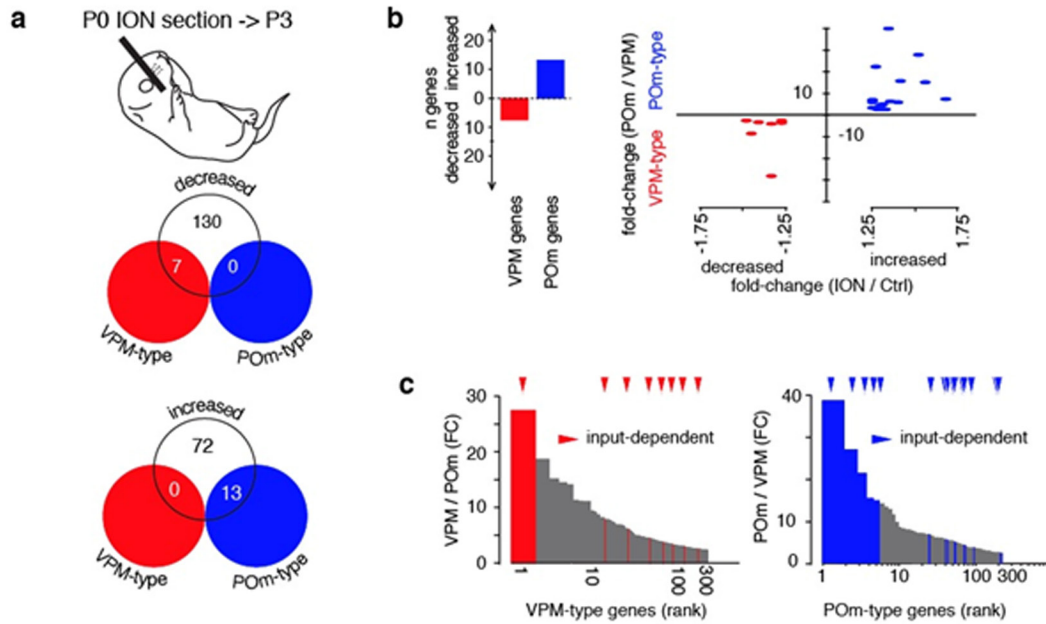 a
P0 ION section -> P3
decreased
130
7
0
VPM-type
POm-type
increased
72
0
13
VPM-type
POm-type
b
n genes
decreased increased
20
10
0
10
20
VPM genes
POm genes
fold-change (POm / VPM)
VPM-type
POm-type
10
-10
-1.75
-1.25
1.25
1.75
decreased
increased
fold-change (ION / Ctrl)
c
VPM / POm (FC)
30
20
10
0
input-dependent
1
10
100
300
VPM-type genes (rank)
POm / VPM (FC)
40
10
0
input-dependent
1
10
100 300
POm-type genes (rank)